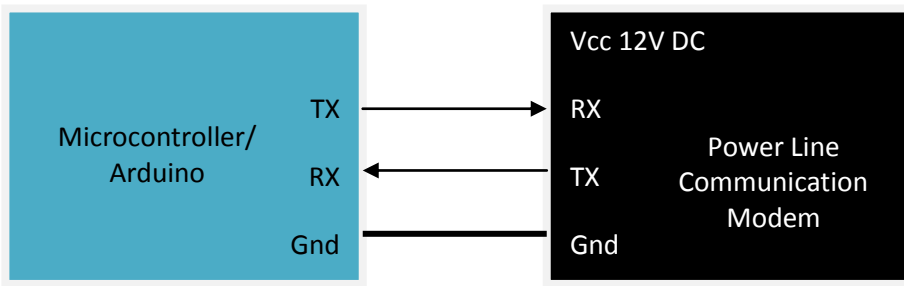 Microcontroller/
Arduino
TX
RX
Gnd
Vcc 12V DC
RX
TX
Gnd
Power Line
Communication
Modem